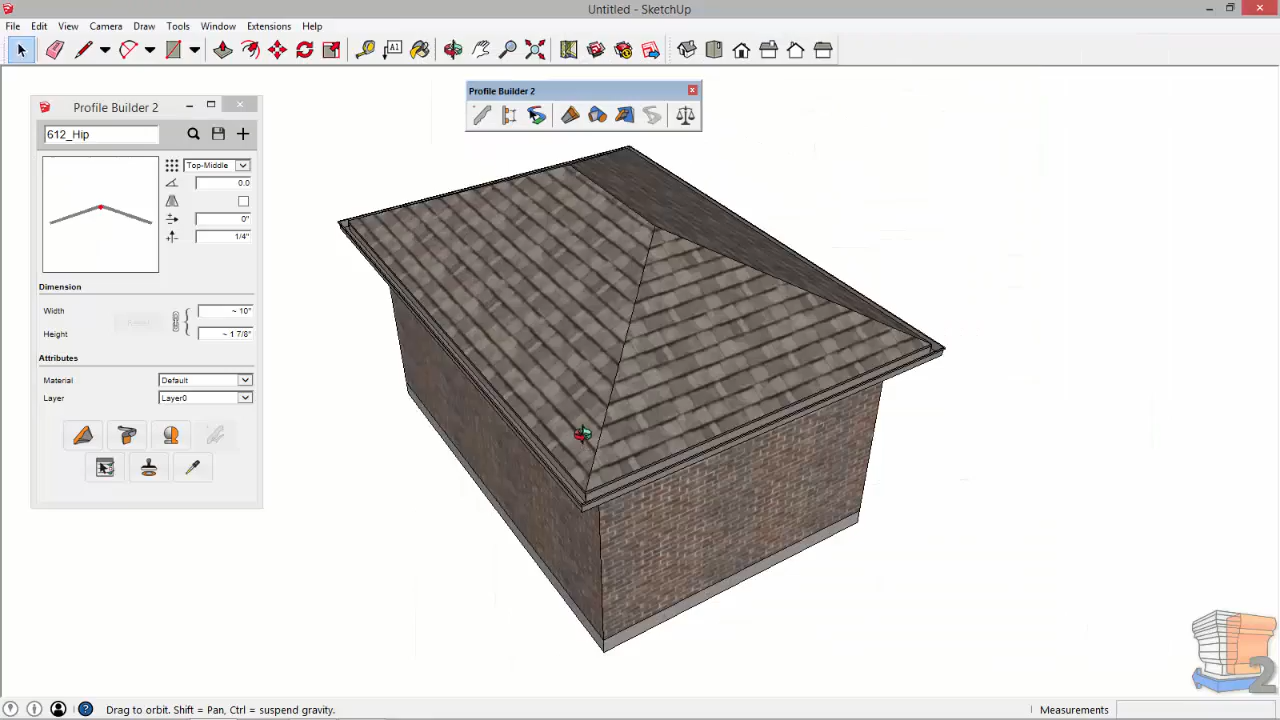 Untitled - SketchUp
File Edit View Camera Draw Tools Window Extensions Help
A1
Profile Builder 2
Profile Builder 2
612_Hip
Top-Middle
0.0
0"
1/4"
Dimension
Width ~ 10"
Height ~ 1 7/8"
Attributes
Material Default
Layer Layer0
2
Drag to orbit. Shift = Pan, Ctrl = suspend gravity.
Measurements